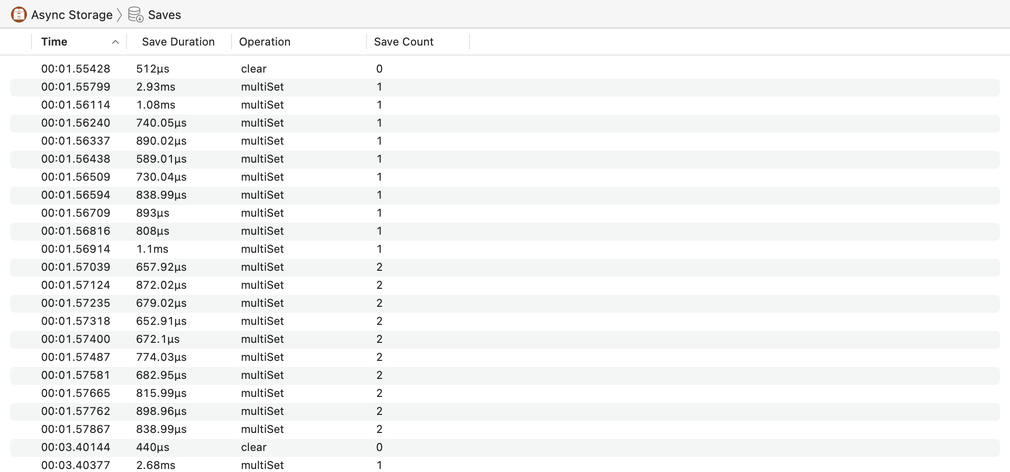 Async Storage Saves
Time Save Duration Operation Save Count
00:01.55428 512µs clear 0
00:01.55799 2.93ms multiSet 1
00:01.56114 1.08ms multiSet 1
00:01.56240 740.05µs multiSet 1
00:01.56337 890.02µs multiSet 1
00:01.56438 589.01µs multiSet 1
00:01.56509 730.04µs multiSet 1
00:01.56594 838.99µs multiSet 1
00:01.56709 893µs multiSet 1
00:01.56816 808µs multiSet 1
00:01.56914 1.1ms multiSet 1
00:01.57039 657.92µs multiSet 2
00:01.57124 872.02µs multiSet 2
00:01.57235 679.02µs multiSet 2
00:01.57318 652.91µs multiSet 2
00:01.57400 672.1µs multiSet 2
00:01.57487 774.03µs multiSet 2
00:01.57581 682.95µs multiSet 2
00:01.57665 815.99µs multiSet 2
00:01.57762 898.96µs multiSet 2
00:01.57867 838.99µs multiSet 2
00:03.40144 440µs clear 0
00:03.40377 2.68ms multiSet 1